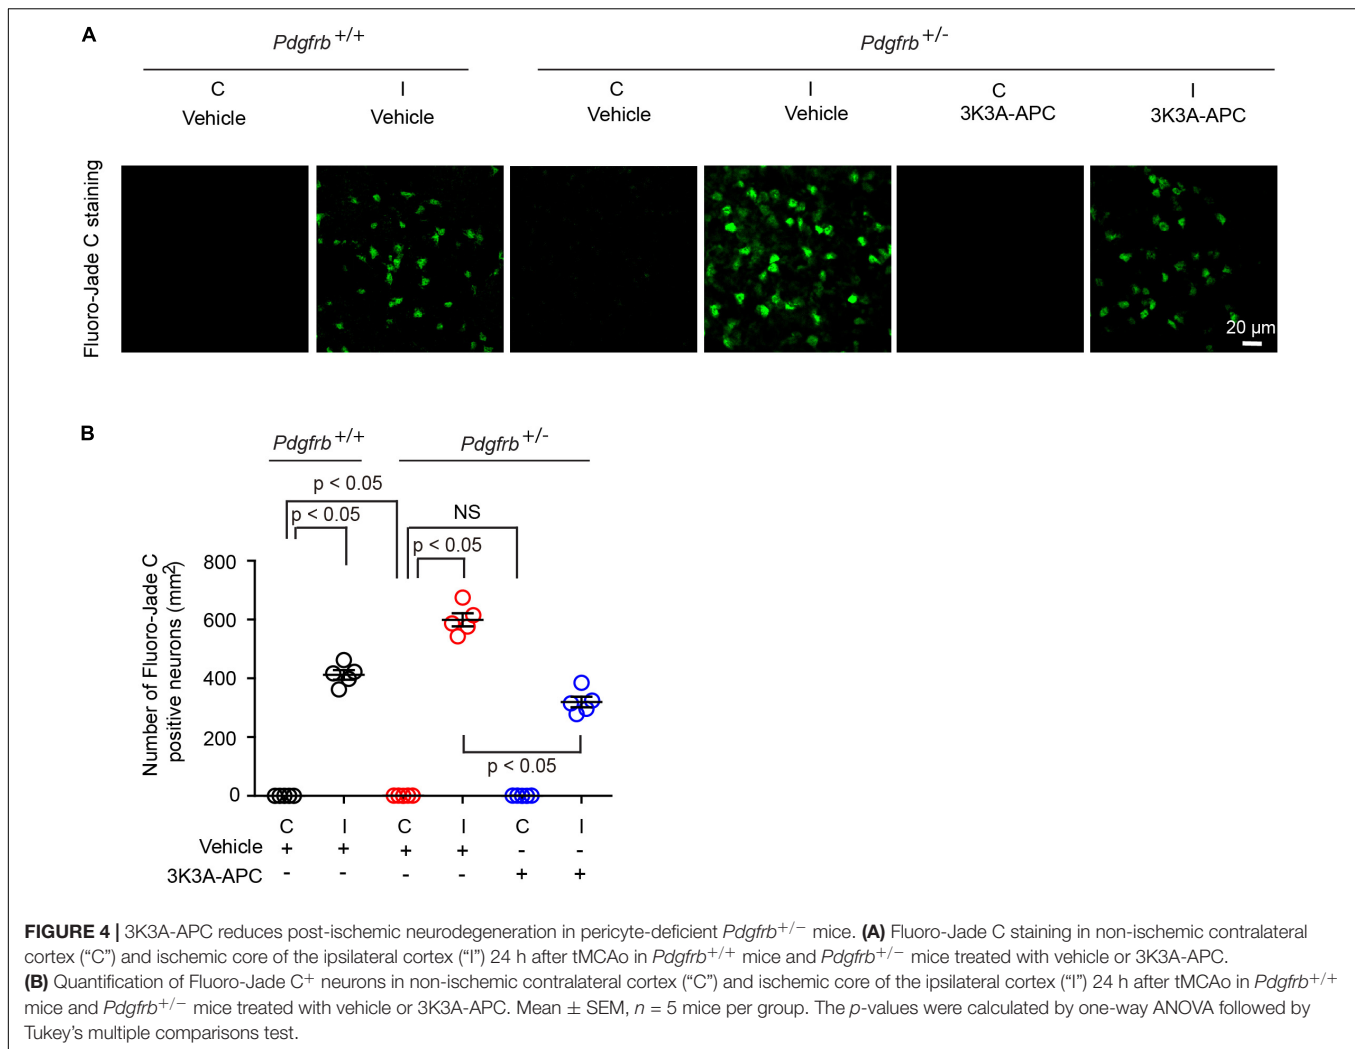 A
Pdgfrb +/+
Pdgfrb +/-
C
I
C
I
C
I
Vehicle
Vehicle
Vehicle
Vehicle
3K3A-APC
3K3A-APC
Fluoro-Jade C staining
20 µm
B
Pdgfrb +/+
Pdgfrb +/-
p < 0.05
p < 0.05
NS
p < 0.05
Number of Fluoro-Jade C
positive neurons (mm2)
800
600
400
200
0
p < 0.05
C I C I C I
Vehicle + + + + - -
3K3A-APC - - - - + +
FIGURE 4 | 3K3A-APC reduces post-ischemic neurodegeneration in pericyte-deficient Pdgfrb+/− mice. (A) Fluoro-Jade C staining in non-ischemic contralateral
cortex (“C”) and ischemic core of the ipsilateral cortex (“I”) 24 h after tMCAo in Pdgfrb+/+ mice and Pdgfrb+/− mice treated with vehicle or 3K3A-APC.
(B) Quantification of Fluoro-Jade C+ neurons in non-ischemic contralateral cortex (“C”) and ischemic core of the ipsilateral cortex (“I”) 24 h after tMCAo in Pdgfrb+/+
mice and Pdgfrb+/− mice treated with vehicle or 3K3A-APC. Mean ± SEM, n = 5 mice per group. The p-values were calculated by one-way ANOVA followed by
Tukey’s multiple comparisons test.